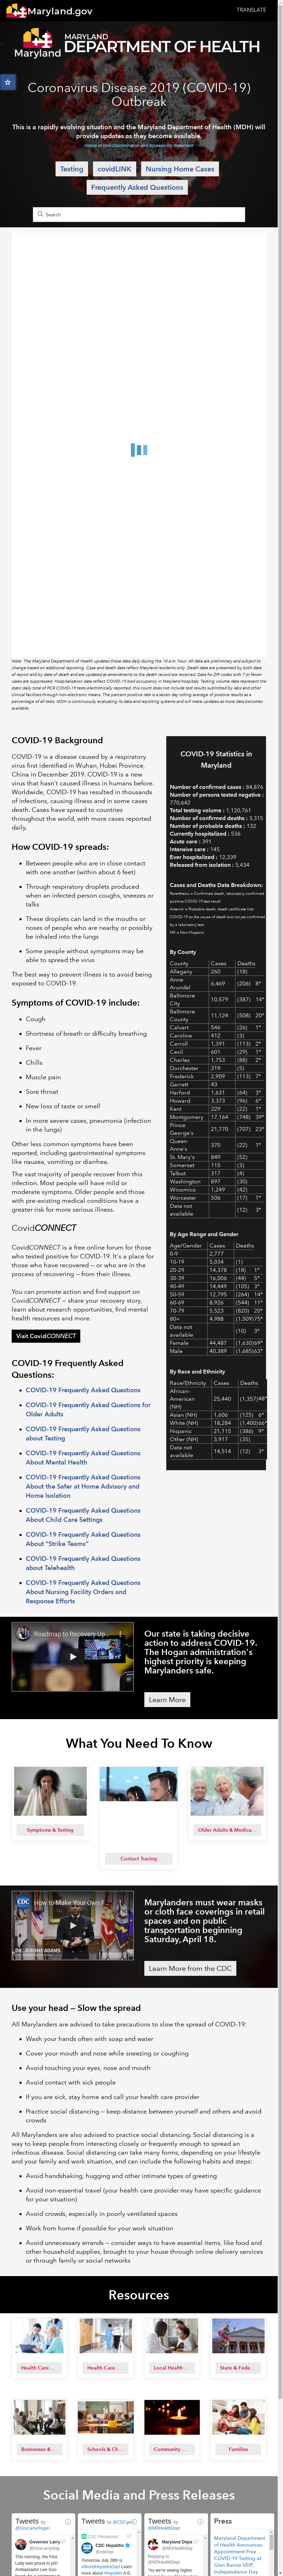 Maryland.gov
TRANSLATE
Maryland
MARYLAND
DEPARTMENT OF HEALTH
Coronavirus Disease 2019 (COVID-19)
Outbreak
This is a rapidly evolving situation and the Maryland Department of Health (MDH) will
provide updates as they become available.
Notice of Non-Discrimination and Accessibility Statement
Testing
covidLINK
Nursing Home Cases
Frequently Asked Questions
Search
Note: The Maryland Department of Health updates these data daily during the 10 a.m. hour. All data are preliminary and subject to
change based on additional reporting. Case and death data reflect Maryland residents only. Death data are presented by both date
of report and by date of death and are updated as amendments to the death record are received. Data for ZIP codes with 7 or fewer
cases are suppressed. Hospitalization data reflect COVID-19 bed occupancy in Maryland hospitals. Testing volume data represent the
static daily total of PCR COVID-19 tests electronically reported; this count does not include test results submitted by labs and other
clinical facilities through non-electronic means. The percent positive rate is a seven day rolling average of positive results as a
percentage of all tests. MDH is continuously evaluating its data and reporting systems and will make updates as more data becomes
available.
COVID-19 Background
COVID-19 is a disease caused by a respiratory
virus first identified in Wuhan, Hubei Province,
China in December 2019. COVID-19 is a new
virus that hasn't caused illness in humans before.
Worldwide, COVID-19 has resulted in thousands
of infections, causing illness and in some cases
death. Cases have spread to countries
throughout the world, with more cases reported
daily.
How COVID-19 spreads:
Between people who are in close contact
with one another (within about 6 feet)
Through respiratory droplets produced
when an infected person coughs, sneezes or
talks
These droplets can land in the mouths or
noses of people who are nearby or possibly
be inhaled into the lungs
Some people without symptoms may be
able to spread the virus
The best way to prevent illness is to avoid being
exposed to COVID-19.
Symptoms of COVID-19 include:
Cough
Shortness of breath or difficulty breathing
Fever
Chills
Muscle pain
Sore throat
New loss of taste or smell
In more severe cases, pneumonia (infection
in the lungs)
Other less common symptoms have been
reported, including gastrointestinal symptoms
like nausea, vomiting or diarrhea.
The vast majority of people recover from this
infection. Most people will have mild or
moderate symptoms. Older people and those
with pre-existing medical conditions have a
greater risk for more serious illness.
CovidCONNECT
CovidCONNECT is a free online forum for those
who tested positive for COVID-19. It's a place for
those who have recovered — or who are in the
process of recovering — from their illness.
You can promote action and find support on
CovidCONNECT — share your recovery story,
learn about recovery from others, find mental
health resources and more.
Visit CovidCONNECT
COVID-19 Frequently Asked
Questions:
COVID-19 Frequently Asked Questions
COVID-19 Frequently Asked Questions for
Older Adults
COVID-19 Frequently Asked Questions
about Testing
COVID-19 Frequently Asked Questions
About Mental Health
COVID-19 Frequently Asked Questions
About the Safer at Home Advisory and
Home Isolation
COVID-19 Frequently Asked Questions
About Child Care Settings
COVID-19 Frequently Asked Questions
About "Strike Teams"
COVID-19 Frequently Asked Questions
about Telehealth
COVID-19 Frequently Asked Questions
About Nursing Facility Orders and
Response Efforts
COVID-19 Statistics in
Maryland
Number of confirmed cases : 84,876
Number of persons tested negative :
770,642
Total testing volume : 1,120,761
Number of confirmed deaths : 3,315
Number of probable deaths : 132
Currently hospitalized : 536
Acute care : 391
Intensive care : 145
Ever hospitalized : 12,339
Released from isolation : 5,434
Cases and Deaths Data Breakdown:
Parenthesis = Confirmed death, laboratory-confirmed
positive COVID-19 test result
Asterisk = Probable death, death certificate lists
COVID-19 as the cause of death but not yet confirmed
by a laboratory test
NH = Non-Hispanic
By County
County Cases Deaths
Allegany 260 (18)
Anne
Arundel 6,469 (206) 8*
Baltimore
City 10,579 (387) 14*
Baltimore
County 11,124 (508) 20*
Calvert 546 (26) 1*
Caroline 412 (3)
Carroll 1,391 (113) 2*
Cecil 601 (29) 1*
Charles 1,753 (88) 2*
Dorchester 319 (5)
Frederick 2,909 (113) 7*
Garrett 43
Harford 1,631 (64) 3*
Howard 3,373 (96) 6*
Kent 229 (22) 1*
Montgomery 17,164 (748) 39*
Prince
George's 21,770 (707) 23*
Queen
Anne's 370 (22) 1*
St. Mary's 849 (52)
Somerset 115 (3)
Talbot 317 (4)
Washington 897 (30)
Wicomico 1,249 (42)
Worcester 506 (17) 1*
Data not
available (12) 3*
By Age Range and Gender
Age/Gender Cases Deaths
0-9 2,777
10-19 5,034 (1)
20-29 14,378 (18) 1*
30-39 16,006 (44) 5*
40-49 14,449 (105) 3*
50-59 12,795 (264) 14*
60-69 8,926 (544) 11*
70-79 5,523 (820) 20*
80+ 4,988 (1,509) 75*
Data not
available (10) 3*
Female 44,487 (1,630) 69*
Male 40,389 (1,685) 63*
By Race and Ethnicity
Race/Ethnicity Cases Deaths
African-
American
(NH) 25,440 (1,357) 48*
Asian (NH) 1,606 (125) 6*
White (NH) 18,284 (1,400) 66*
Hispanic 21,115 (386) 9*
Other (NH) 3,917 (35)
Data not
available 14,514 (12) 3*
Roadmap to Recovery Up...
Our state is taking decisive
action to address COVID-19.
The Hogan administration's
highest priority is keeping
Marylanders safe.
Learn More
What You Need To Know
Symptoms & Testing
Contact Tracing
Older Adults & Medica...
CDC
How to Make Your Own F...
DR. JEROME ADAMS
Marylanders must wear masks
or cloth face coverings in retail
spaces and on public
transportation beginning
Saturday, April 18.
Learn More from the CDC
Use your head – Slow the spread
All Marylanders are advised to take precautions to slow the spread of COVID-19:
Wash your hands often with soap and water
Cover your mouth and nose while sneezing or coughing
Avoid touching your eyes, nose and mouth
Avoid contact with sick people
If you are sick, stay home and call your health care provider
Practice social distancing — keep distance between yourself and others and avoid
crowds
All Marylanders are also advised to practice social distancing. Social distancing is a
way to keep people from interacting closely or frequently enough to spread an
infectious disease. Social distancing can take many forms, depending on your lifestyle
and your family and work situation, and can include the following habits and steps:
Avoid handshaking, hugging and other intimate types of greeting
Avoid non-essential travel (your health care provider may have specific guidance
for your situation)
Avoid crowds, especially in poorly ventilated spaces
Work from home if possible for your work situation
Avoid unnecessary errands — consider ways to have essential items, like food and
other household supplies, brought to your house through online delivery services
or through family or social networks
Resources
Health Care ...
Health Care ...
Local Health ...
State & Fede...
Businesses & ...
Schools & Ch...
Community ...
Families
Social Media and Press Releases
Tweets by
@GovLarryHogan
Governor Larry
@GovLarryHog
This morning, the First
Lady was proud to join
Ambassador Lee Soo-
Tweets by @CDCgov
CDC Retweeted
CDC Hepatitis
@cdchep
Tomorrow July 28th is
#WorldHepatitisDay! Learn
more about #hepatitis A-E,
Tweets by
@MDHealthDept
Maryland Depa
@MDHealthDep
Replying to
@MDHealthDept
"As we're seeing higher
Press
Maryland Department
of Health Announces
Appointment-Free
COVID-19 Testing at
Glen Burnie VEIP,
Independence Day